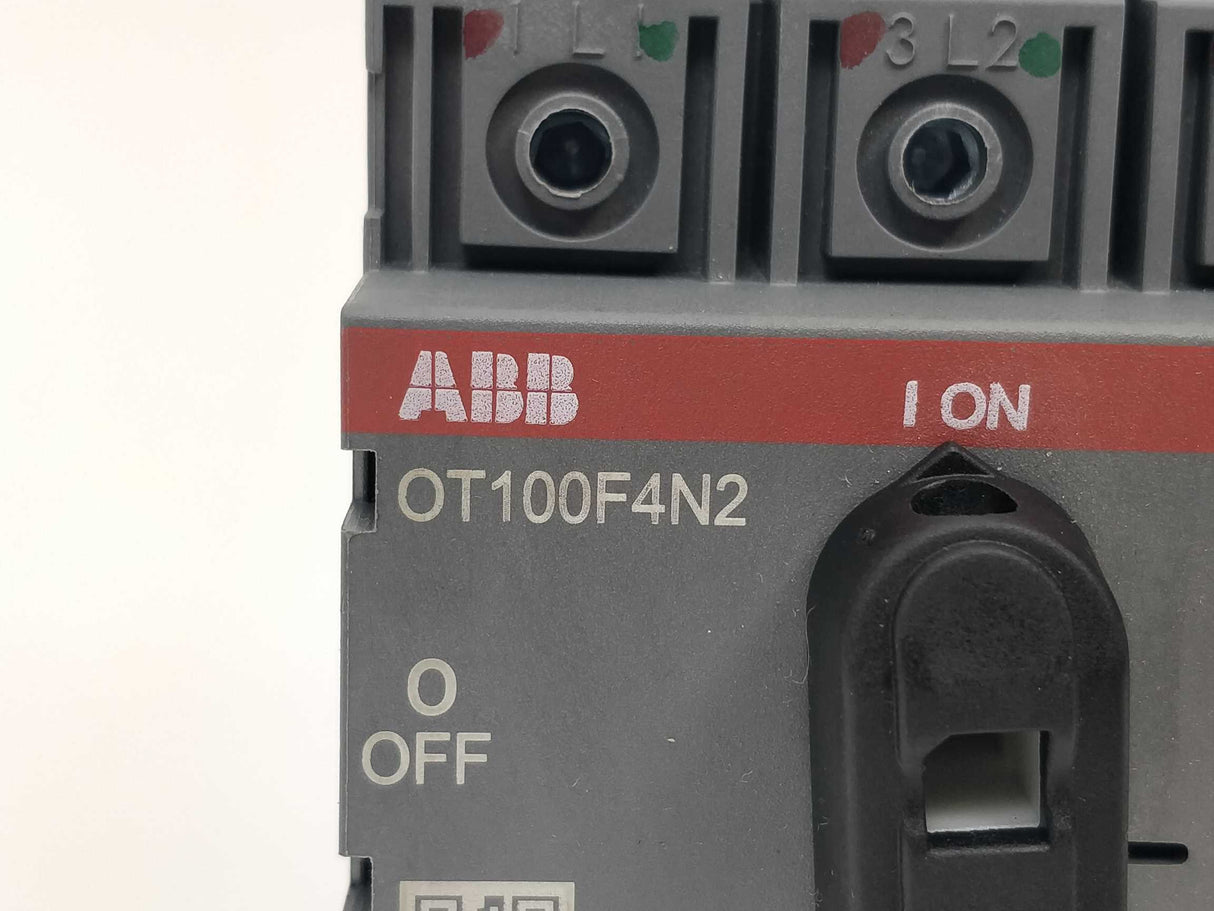 1 L1
3 L2
ABB
I ON
OT100F4N2
O
OFF